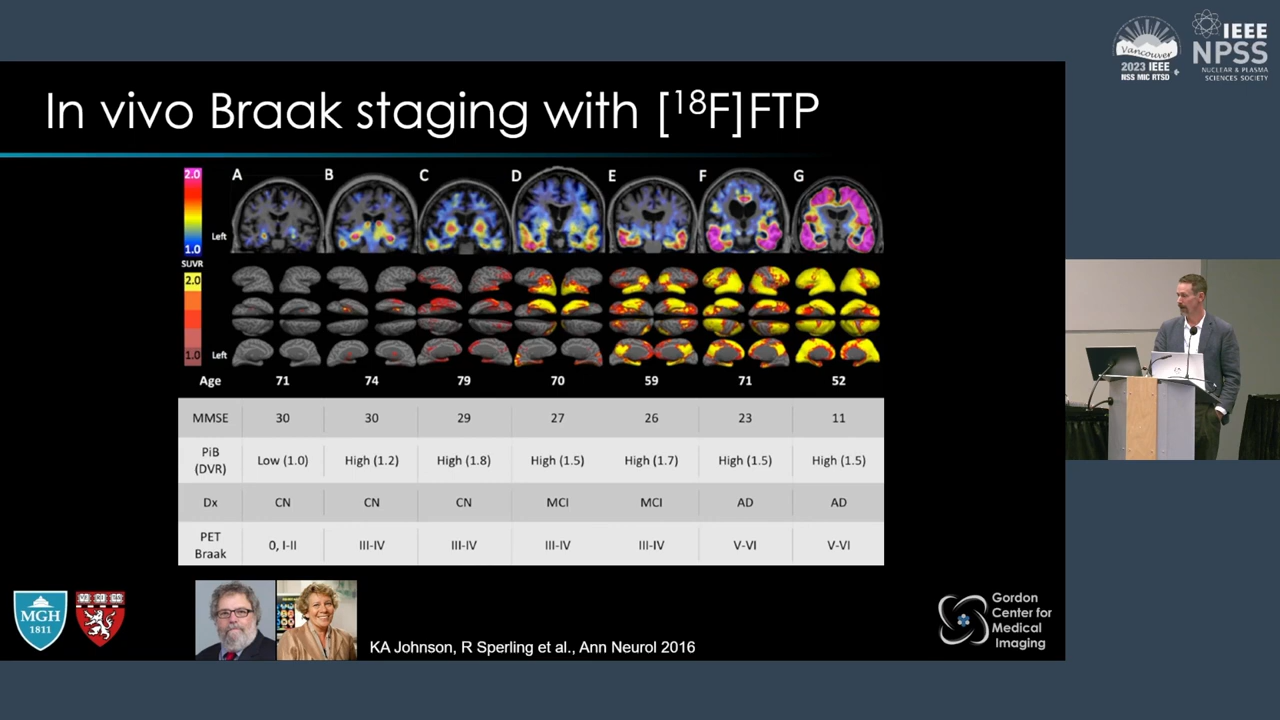 Vancouver
2023 IEEE
NSS MIC RTSD
IEEE
NPSS
NUCLEAR & PLASMA
SCIENCES SOCIETY
In vivo Braak staging with [¹⁸F]FTP
2.0 A B C D E F G
Left
1.0
SUVR
2.0
1.0 Left
Age 71 74 79 70 59 71 52
MMSE 30 30 29 27 26 23 11
PiB (DVR) Low (1.0) High (1.2) High (1.8) High (1.5) High (1.7) High (1.5) High (1.5)
Dx CN CN CN MCI MCI AD AD
PET Braak 0, I-II III-IV III-IV III-IV III-IV V-VI V-VI
MGH
1811
KA Johnson, R Sperling et al., Ann Neurol 2016
Gordon
Center for
Medical
Imaging